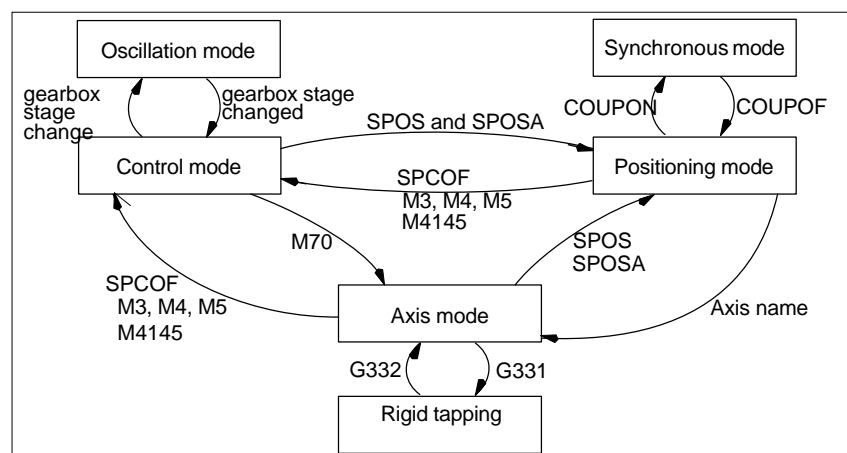 Oscillation mode
Synchronous mode
gearbox
stage
change
gearbox stage
changed
COUPON
COUPOF
SPOS and SPOSA
Control mode
Positioning mode
SPCOF
M3, M4, M5
M4145
M70
SPOS
SPOSA
SPCOF
M3, M4, M5
M4145
Axis mode
Axis name
G332
G331
Rigid tapping